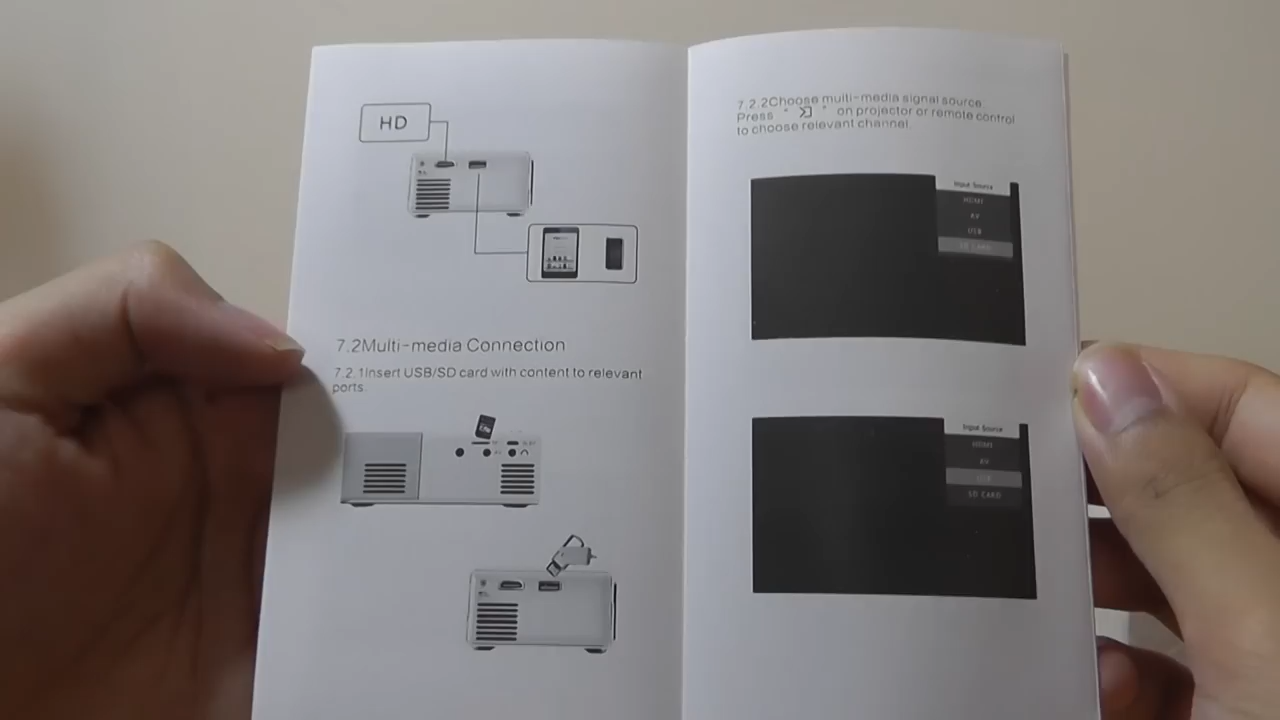 HD
7.2Multi-media Connection
7.2.1Insert USB/SD card with content to relevant
ports.
7.2.2Choose multi-media signal source.
Press " " on projector or remote control
to choose relevant channel.
Input Source
HDMI
AV
USB
SD CARD
Input Source
HDMI
AV
USB
SD CARD